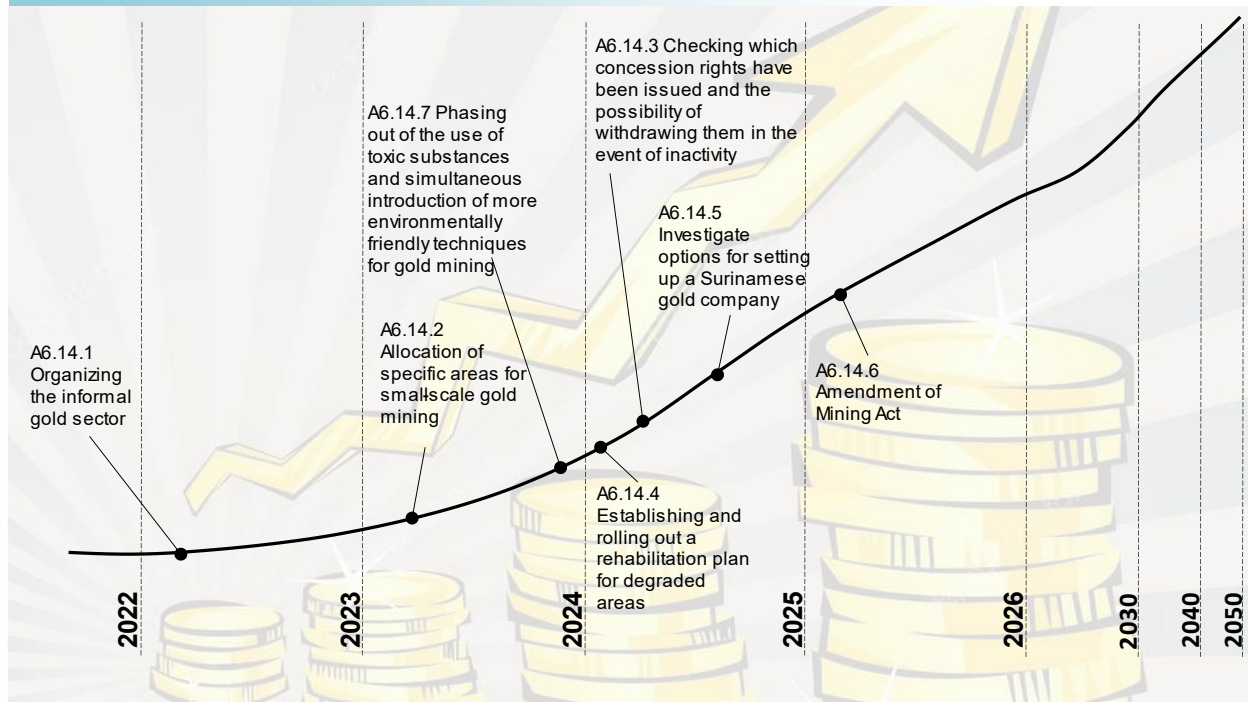 A6.14.3 Checking which
concession rights have
been issued and the
possibility of
withdrawing them in the
event of inactivity
A6.14.7 Phasing
out of the use of
toxic substances
and simultaneous
introduction of more
environmentally
friendly techniques
for gold mining
A6.14.5
Investigate
options for setting
up a Surinamese
gold company
A6.14.2
Allocation of
specific areas for
small-scale gold
mining
A6.14.1
Organizing
the informal
gold sector
A6.14.6
Amendment of
Mining Act
A6.14.4
Establishing and
rolling out a
rehabilitation plan
for degraded
areas
2022
2023
2024
2025
2026
2030
2040
2050